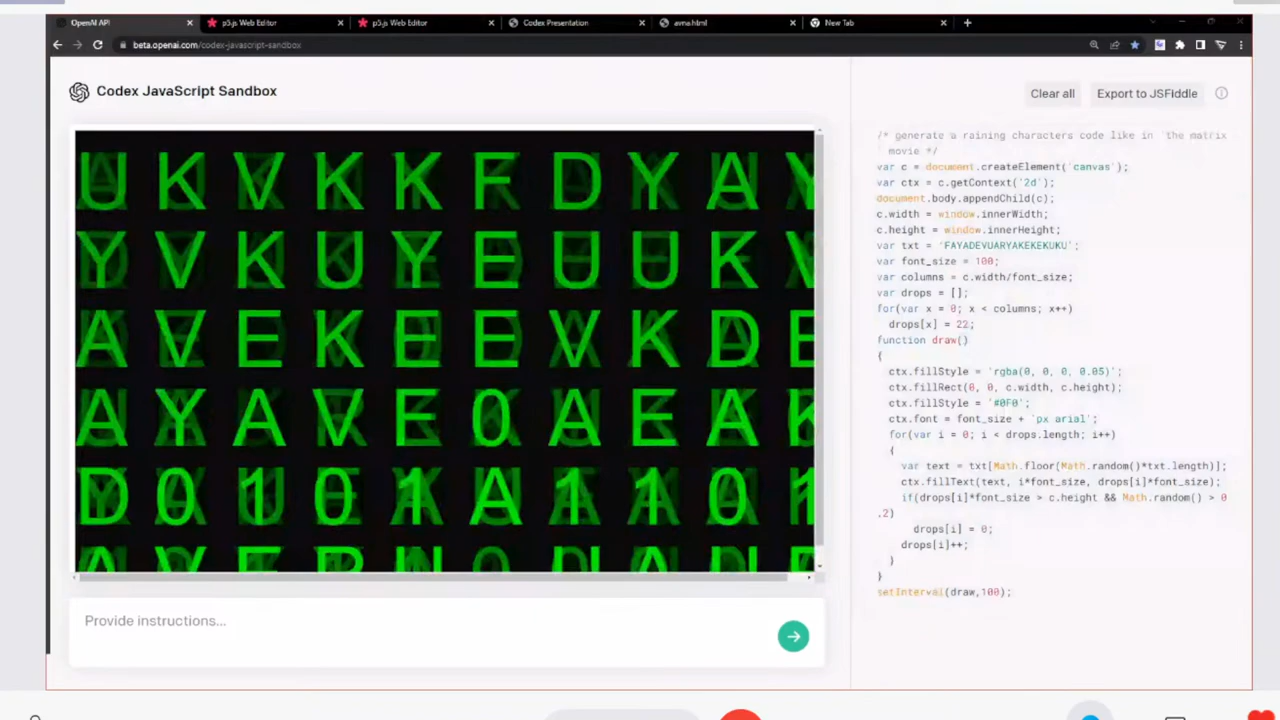 OpenAI API
p5.js Web Editor
p5.js Web Editor
Codex Presentation
New Tab
beta.openai.com/codex-javascript-sandbox
Codex JavaScript Sandbox
Clear all
Export to JSFiddle
U K V K K F D Y A Y
Y V K U Y E U U K V
A V E K E E V K D E
A Y A V E 0 A E A K
D 0 1 0 1 A 1 1 0 1
Provide instructions...
/* generate a raining characters code like in 'the matrix
' movie */
var c = document.createElement('canvas');
var ctx = c.getContext('2d');
document.body.appendChild(c);
c.width = window.innerWidth;
c.height = window.innerHeight;
var txt = 'FAYADEVUARYAKEKEKUKU';
var font_size = 100;
var columns = c.width/font_size;
var drops = [];
for(var x = 0; x < columns; x++)
drops[x] = 22;
function draw()
{
ctx.fillStyle = 'rgba(0, 0, 0, 0.05)';
ctx.fillRect(0, 0, c.width, c.height);
ctx.fillStyle = '#0F0';
ctx.font = font_size + 'px arial';
for(var i = 0; i < drops.length; i++)
{
var text = txt[Math.floor(Math.random()*txt.length)];
ctx.fillText(text, i*font_size, drops[i]*font_size);
if(drops[i]*font_size > c.height && Math.random() > 0
.2)
drops[i] = 0;
drops[i]++;
}
}
setInterval(draw,100);